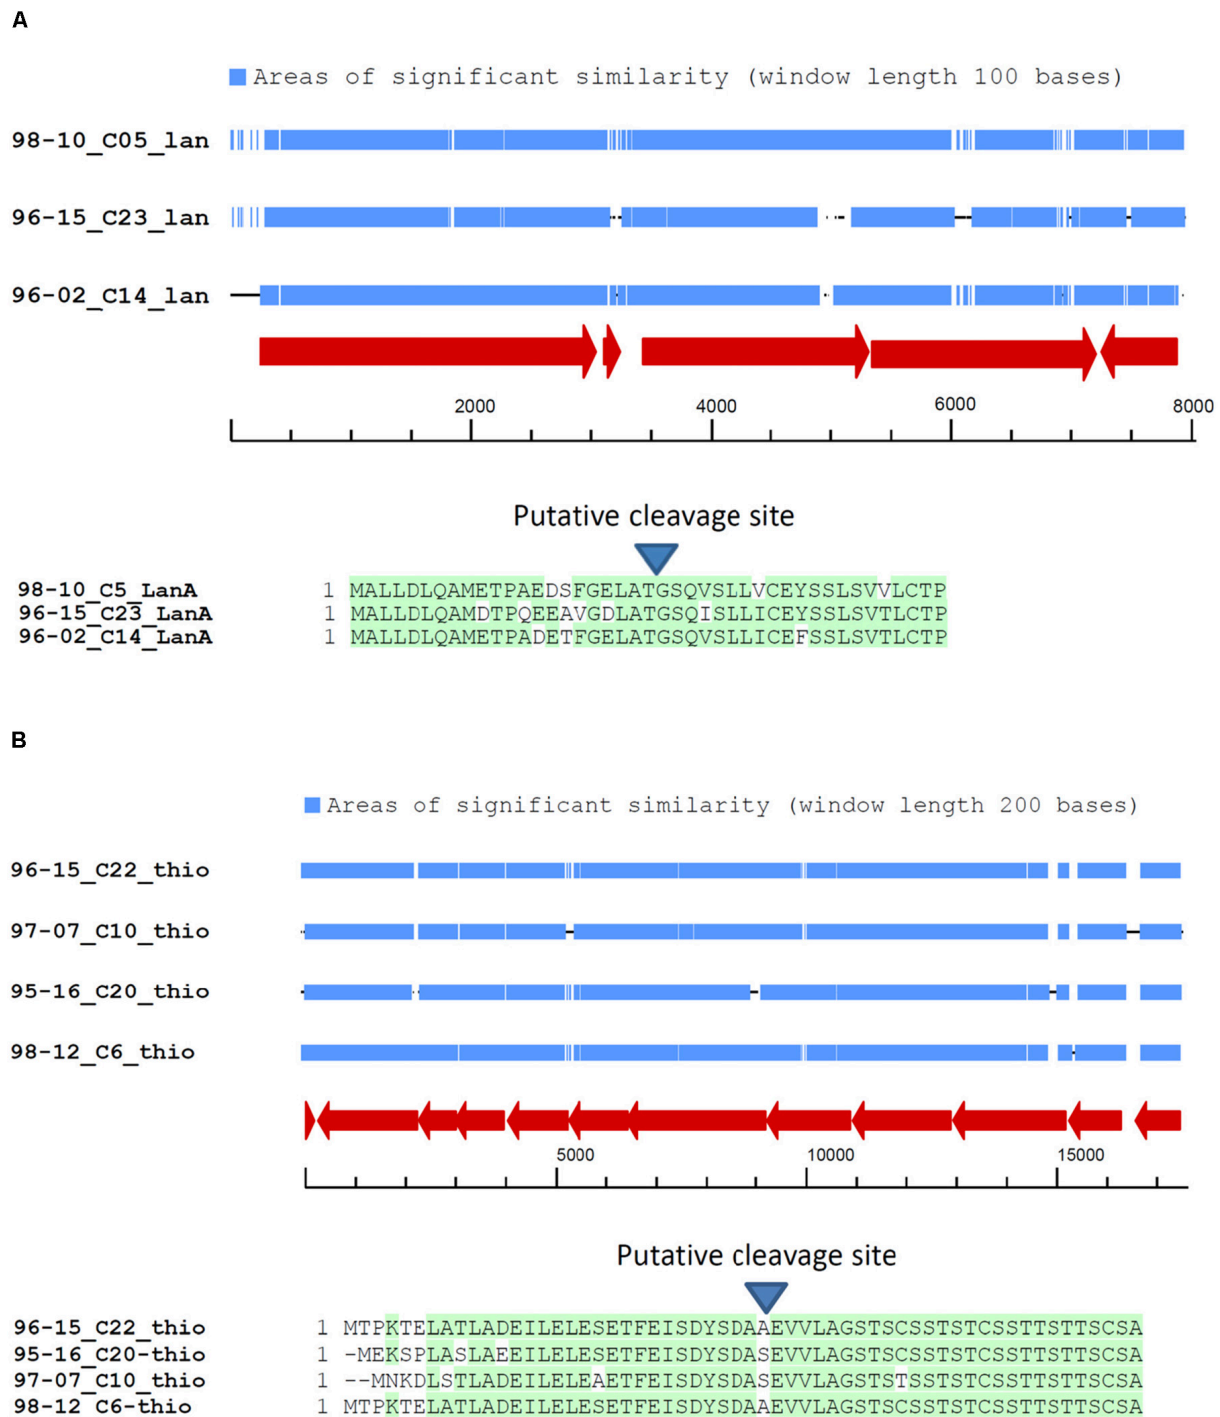 A
Areas of significant similarity (window length 100 bases)
98-10_C05_lan
96-15_C23_lan
96-02_C14_lan
2000 4000 6000 8000
Putative cleavage site
98-10_C5_LanA 1 MALLDLQAMETPAEDSFGELATGSQVSLLVCEYSSLSVVLCTP
96-15_C23_LanA 1 MALLDLQAMDTPQEEAVGDLATGSQISLLICEYSSLSVTLCTP
96-02_C14_LanA 1 MALLDLQAMETPADETFGELATGSQVSLLICEFSSLSVTLCTP
B
Areas of significant similarity (window length 200 bases)
96-15_C22_thio
97-07_C10_thio
95-16_C20_thio
98-12_C6_thio
5000 10000 15000
Putative cleavage site
96-15_C22_thio 1 MTPKTELATLADEILELESETFEISDYSDAAEVVLAGSTSCSSTSTCSSTTSTTSCSA
95-16_C20-thio 1 -MEKSPLASLAEEILELESETFEISDYSDASEVVLAGSTSCSSTSTCSSTTSTTSCSA
97-07_C10_thio 1 --MNKDLSTLADEILELEAETFEISDYSDASEVVLAGSTSTSSTSTCSSTTSTTSCSA
98-12 C6-thio 1 MTPKTELATLADEILELESETFEISDYSDAAEVVLAGSTSCSSTSTCSSTTSTTSCSA